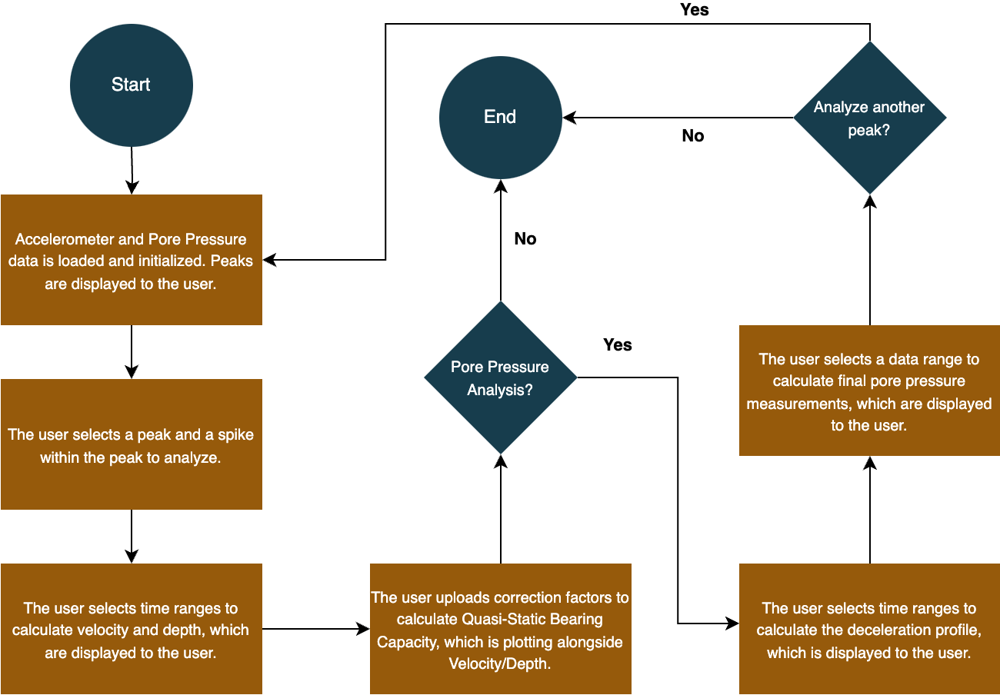 Start
Accelerometer and Pore Pressure
data is loaded and initialized. Peaks
are displayed to the user.
The user selects a peak and a spike
within the peak to analyze.
The user selects time ranges to
calculate velocity and depth, which
are displayed to the user.
The user uploads correction factors to
calculate Quasi-Static Bearing
Capacity, which is plotting alongside
Velocity/Depth.
Pore Pressure
Analysis?
No
End
Yes
The user selects time ranges to
calculate the deceleration profile,
which is displayed to the user.
The user selects a data range to
calculate final pore pressure
measurements, which are displayed
to the user.
Analyze another
peak?
No
Yes